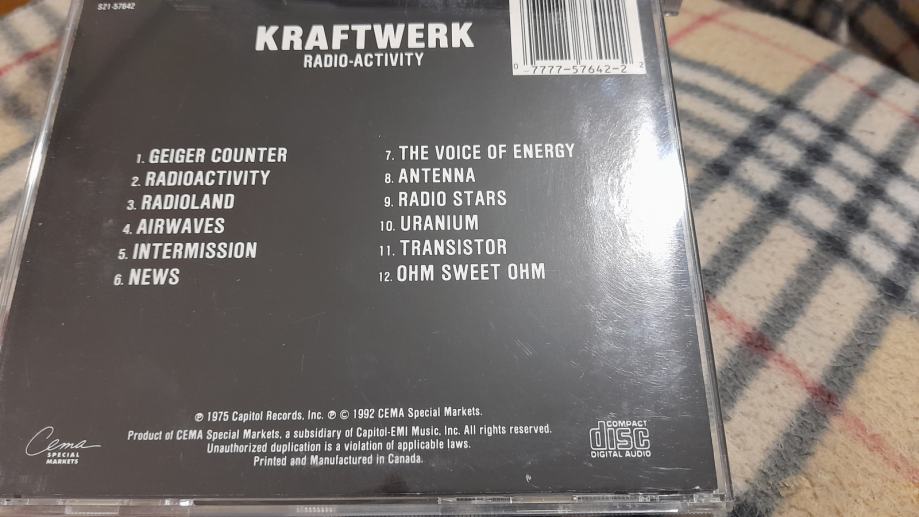 S21-57642
KRAFTWERK
RADIO-ACTIVITY
0 7777-57642-2 2
1. GEIGER COUNTER
2. RADIOACTIVITY
3. RADIOLAND
4. AIRWAVES
5. INTERMISSION
6. NEWS
7. THE VOICE OF ENERGY
8. ANTENNA
9. RADIO STARS
10. URANIUM
11. TRANSISTOR
12. OHM SWEET OHM
℗ 1975 Capitol Records, Inc. ℗ © 1992 CEMA Special Markets.
Product of CEMA Special Markets, a subsidiary of Capitol-EMI Music, Inc. All rights reserved.
Unauthorized duplication is a violation of applicable laws.
Printed and Manufactured in Canada.
Cema
SPECIAL
MARKETS
COMPACT
disc
DIGITAL AUDIO